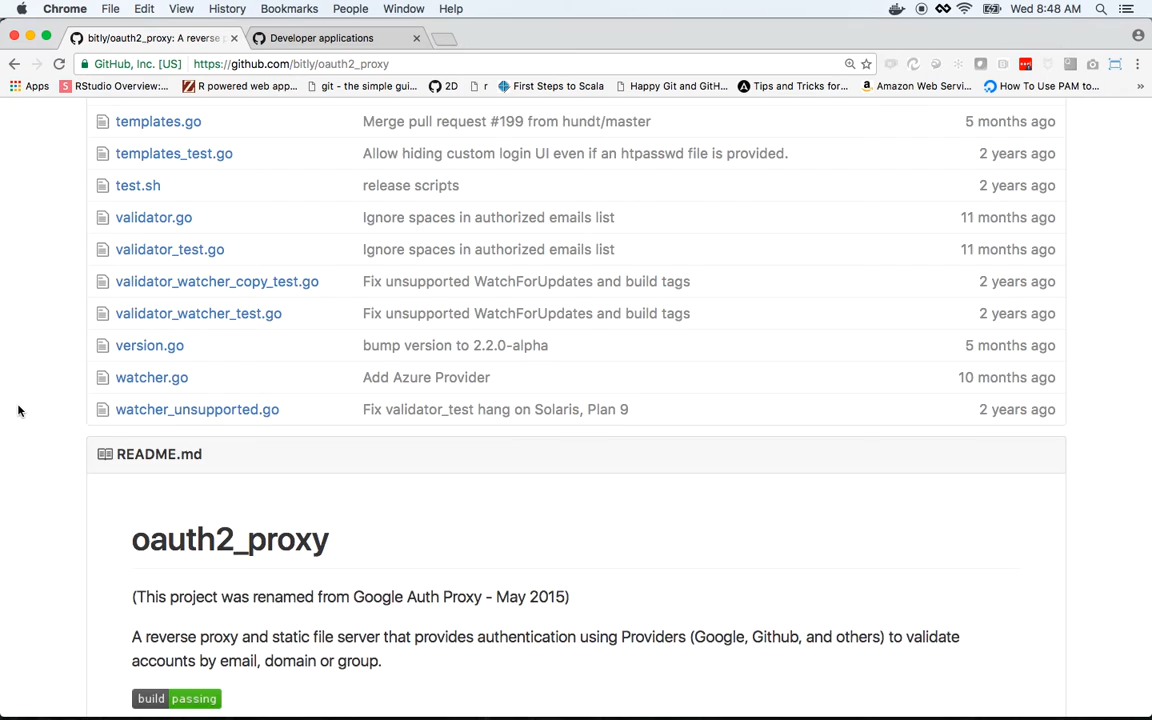 Chrome File Edit View History Bookmarks People Window Help Wed 8:48 AM
bitly/oauth2_proxy: A reverse p Developer applications
GitHub, Inc. [US] https://github.com/bitly/oauth2_proxy
Apps RStudio Overview:... R powered web app... git - the simple gui... 2D r First Steps to Scala Happy Git and GitH... Tips and Tricks for... Amazon Web Servi... How To Use PAM to... »
templates.go Merge pull request #199 from hundt/master 5 months ago
templates_test.go Allow hiding custom login UI even if an htpasswd file is provided. 2 years ago
test.sh release scripts 2 years ago
validator.go Ignore spaces in authorized emails list 11 months ago
validator_test.go Ignore spaces in authorized emails list 11 months ago
validator_watcher_copy_test.go Fix unsupported WatchForUpdates and build tags 2 years ago
validator_watcher_test.go Fix unsupported WatchForUpdates and build tags 2 years ago
version.go bump version to 2.2.0-alpha 5 months ago
watcher.go Add Azure Provider 10 months ago
watcher_unsupported.go Fix validator_test hang on Solaris, Plan 9 2 years ago
README.md
oauth2_proxy
(This project was renamed from Google Auth Proxy - May 2015)
A reverse proxy and static file server that provides authentication using Providers (Google, Github, and others) to validate
accounts by email, domain or group.
build passing